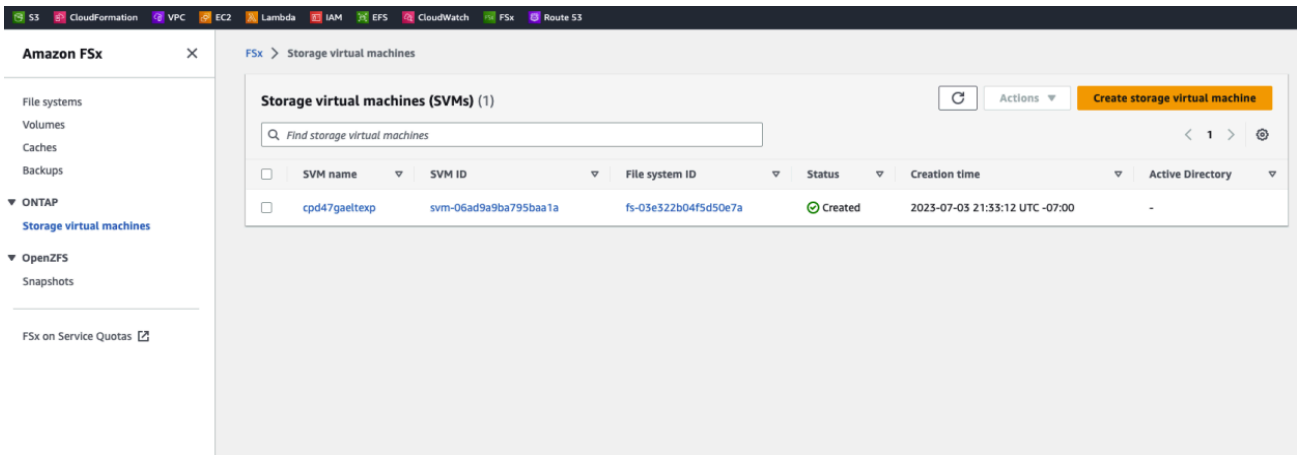 S3 CloudFormation VPC EC2 Lambda IAM EFS CloudWatch FSx Route 53
Amazon FSx
File systems
Volumes
Caches
Backups
ONTAP
Storage virtual machines
OpenZFS
Snapshots
FSx on Service Quotas
FSx > Storage virtual machines
Storage virtual machines (SVMs) (1)
Actions
Create storage virtual machine
Find storage virtual machines
< 1 >
SVM name SVM ID File system ID Status Creation time Active Directory
cpd47gaeltexp svm-06ad9a9ba795baa1a fs-03e322b04f5d50e7a Created 2023-07-03 21:33:12 UTC -07:00 -